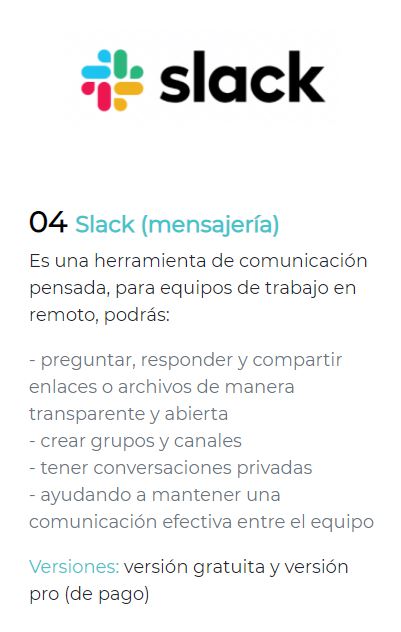 slack
04 Slack (mensajería)
Es una herramienta de comunicación
pensada, para equipos de trabajo en
remoto, podrás:
- preguntar, responder y compartir
enlaces o archivos de manera
transparente y abierta
- crear grupos y canales
- tener conversaciones privadas
- ayudando a mantener una
comunicación efectiva entre el equipo
Versiones: versión gratuita y versión
pro (de pago)